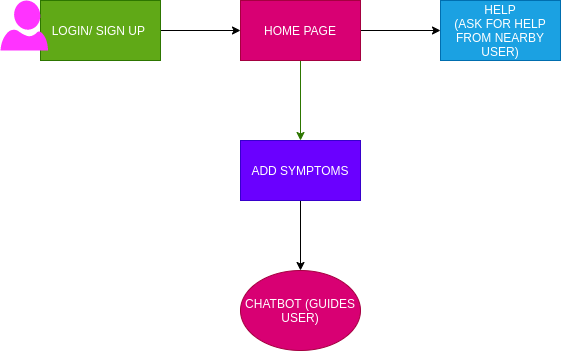 LOGIN/ SIGN UP
HOME PAGE
HELP
(ASK FOR HELP
FROM NEARBY
USER)
ADD SYMPTOMS
CHATBOT (GUIDES
USER)